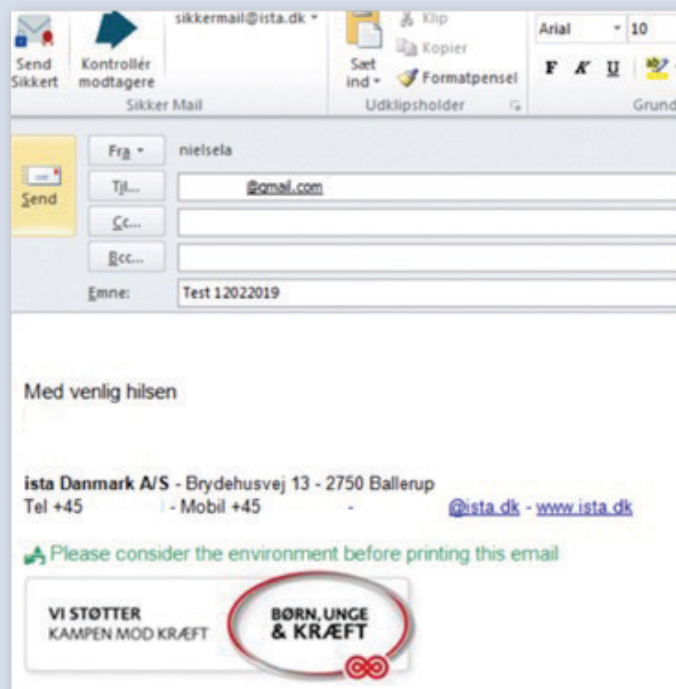 sikkermail@ista.dk
Send Sikkert
Kontrollér modtagere
Sikker Mail
Sæt ind
Klip
Kopier
Formatpensel
Udklipsholder
Arial
10
F K U
Grund
Send
Fra
nielsela
Til...
@gmail.com
Cc...
Bcc...
Emne:
Test 12022019
Med venlig hilsen
ista Danmark A/S - Brydehusvej 13 - 2750 Ballerup
Tel +45 - Mobil +45 - @ista.dk - www.ista.dk
Please consider the environment before printing this email
VI STØTTER
KAMPEN MOD KRÆFT
BØRN, UNGE
& KRÆFT